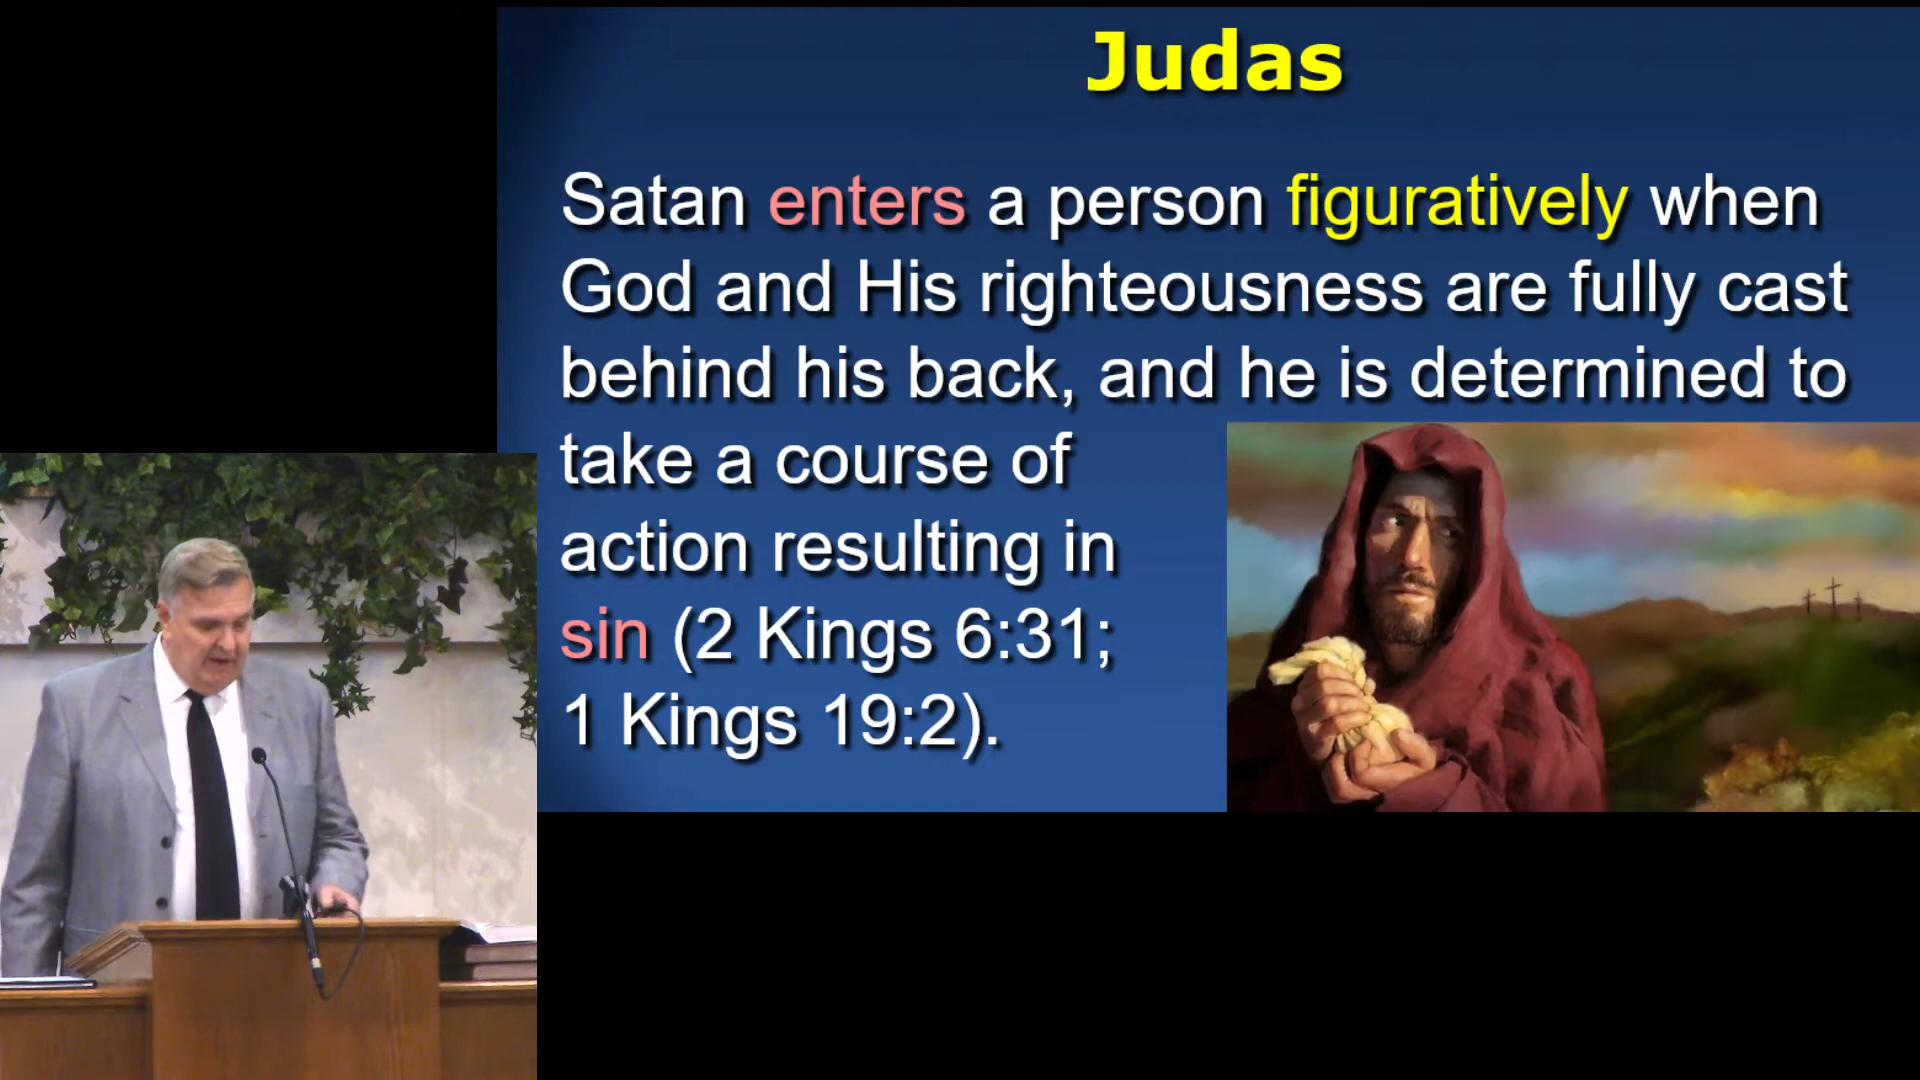 Judas
Satan enters a person figuratively when
God and His righteousness are fully cast
behind his back, and he is determined to
take a course of
action resulting in
sin (2 Kings 6:31;
1 Kings 19:2).